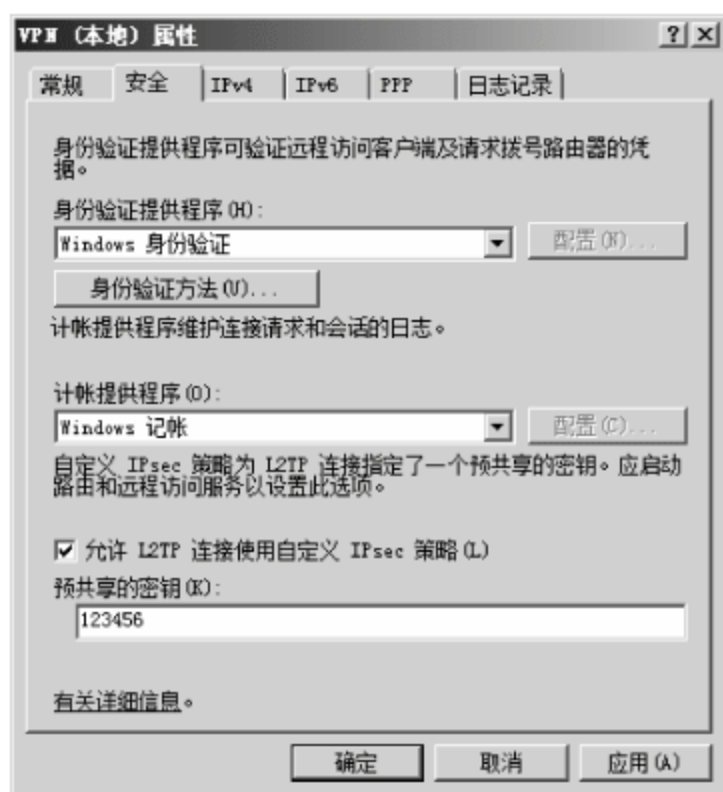 VPN (本地) 属性
常规 安全 IPv4 IPv6 PPP 日志记录
身份验证提供程序可验证远程访问客户端及请求拨号路由器的凭
据。
身份验证提供程序(H):
Windows 身份验证 配置(N)...
身份验证方法(U)...
计帐提供程序维护连接请求和会话的日志。
计帐提供程序(O):
Windows 记帐 配置(C)...
自定义 IPsec 策略为 L2TP 连接指定了一个预共享的密钥。应启动
路由和远程访问服务以设置此选项。
允许 L2TP 连接使用自定义 IPsec 策略(L)
预共享的密钥(K):
123456
有关详细信息。
确定 取消 应用(A)